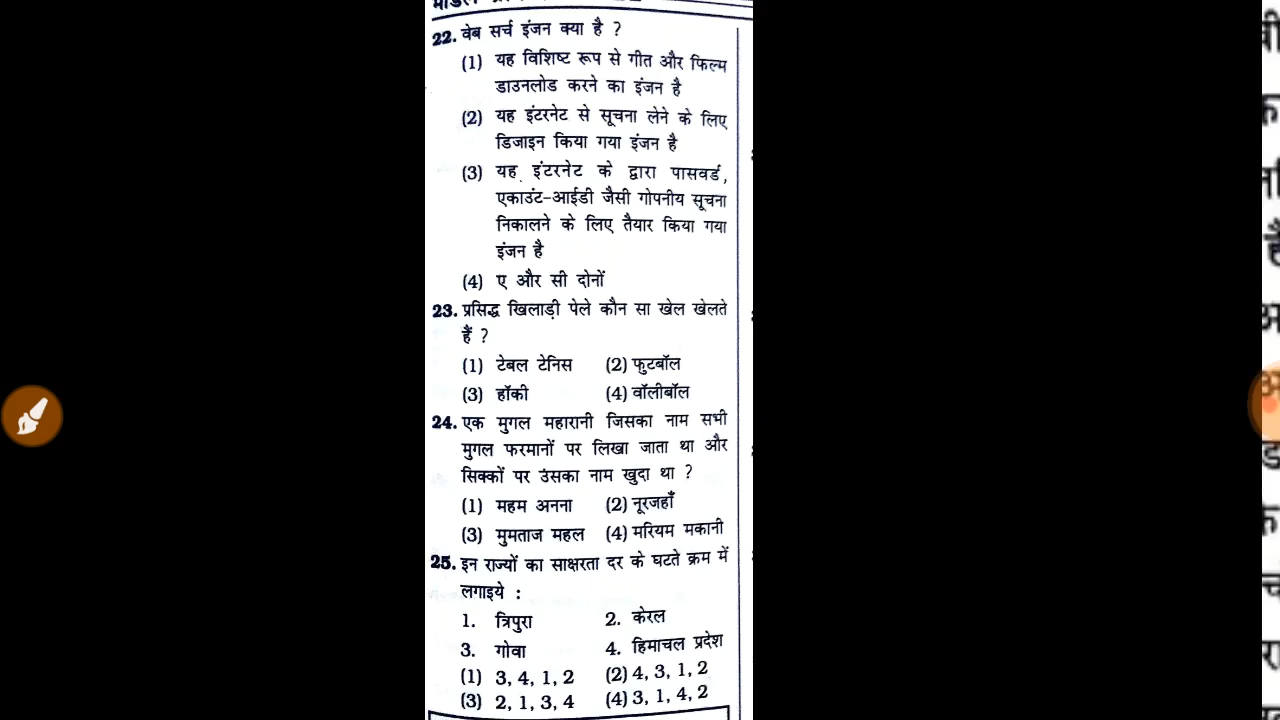 22. वेब सर्च इंजन क्या है ?
(1) यह विशिष्ट रूप से गीत और फिल्म
डाउनलोड करने का इंजन है
(2) यह इंटरनेट से सूचना लेने के लिए
डिजाइन किया गया इंजन है
(3) यह इंटरनेट के द्वारा पासवर्ड,
एकाउंट-आईडी जैसी गोपनीय सूचना
निकालने के लिए तैयार किया गया
इंजन है
(4) ए और सी दोनों
23. प्रसिद्ध खिलाड़ी पेले कौन सा खेल खेलते
हैं ?
(1) टेबल टेनिस (2) फुटबॉल
(3) हॉकी (4) वॉलीबॉल
24. एक मुगल महारानी जिसका नाम सभी
मुगल फरमानों पर लिखा जाता था और
सिक्कों पर उसका नाम खुदा था ?
(1) महम अनना (2) नूरजहाँ
(3) मुमताज महल (4) मरियम मकानी
25. इन राज्यों का साक्षरता दर के घटते क्रम में
लगाइये :
1. त्रिपुरा 2. केरल
3. गोवा 4. हिमाचल प्रदेश
(1) 3, 4, 1, 2 (2) 4, 3, 1, 2
(3) 2, 1, 3, 4 (4) 3, 1, 4, 2